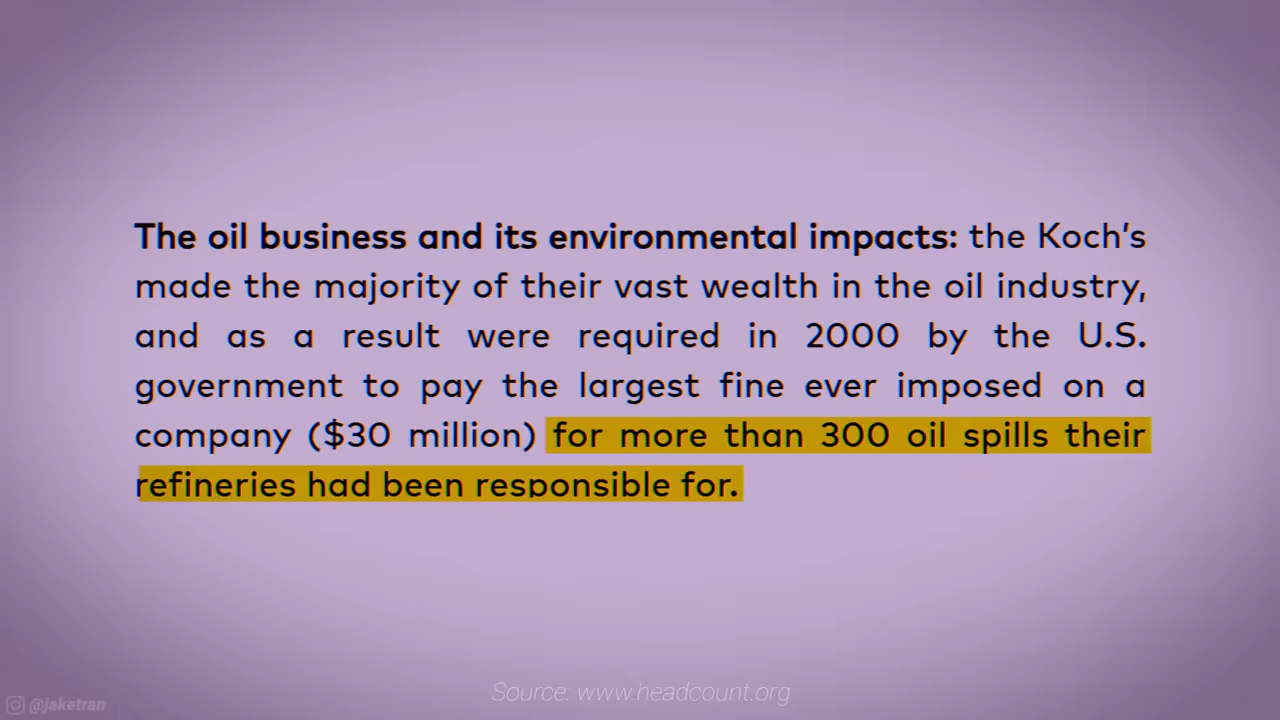 The oil business and its environmental impacts: the Koch's
made the majority of their vast wealth in the oil industry,
and as a result were required in 2000 by the U.S.
government to pay the largest fine ever imposed on a
company ($30 million) for more than 300 oil spills their
refineries had been responsible for.
Source: www.headcount.org
@jaketran